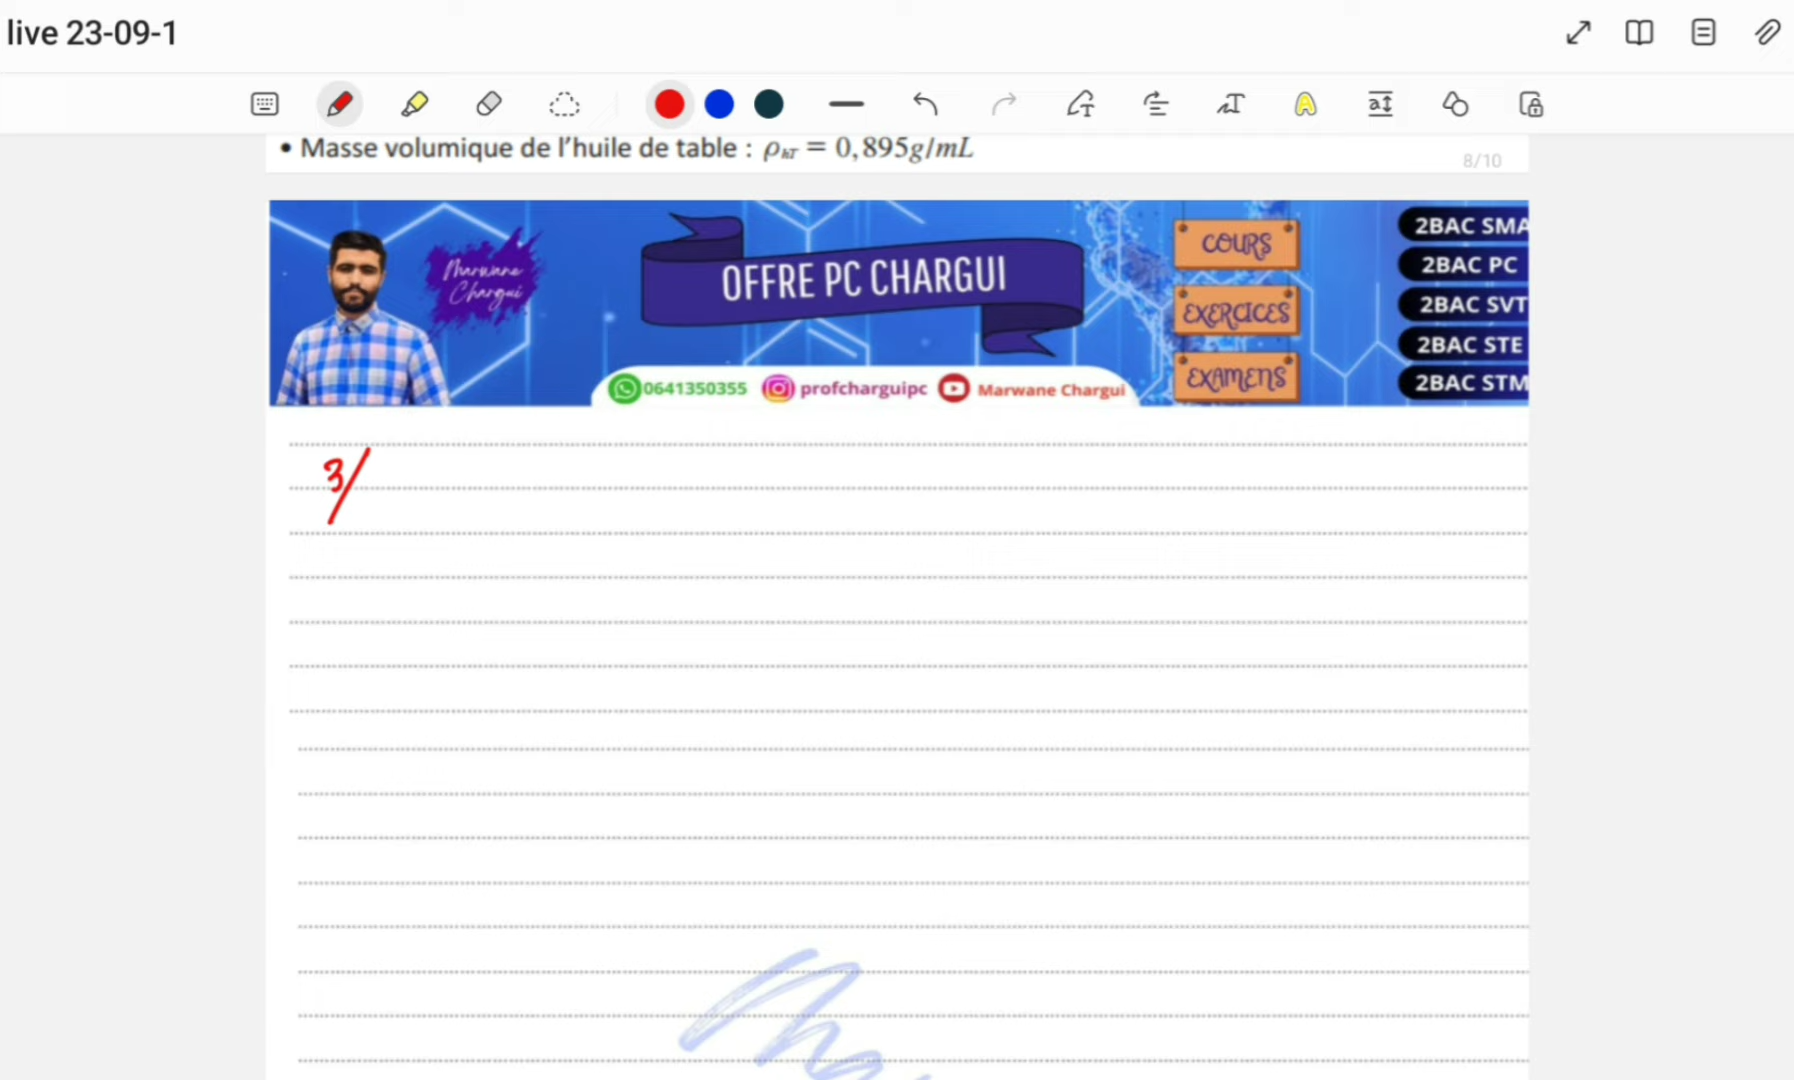 live 23-09-1
• Masse volumique de l'huile de table : ρₕₜ = 0,895g/mL
8/10
Marwane
Chargui
OFFRE PC CHARGUI
COURS
EXERCICES
EXAMENS
2BAC SMA
2BAC PC
2BAC SVT
2BAC STE
2BAC STM
0641350355 profcharguipc Marwane Chargui
3/